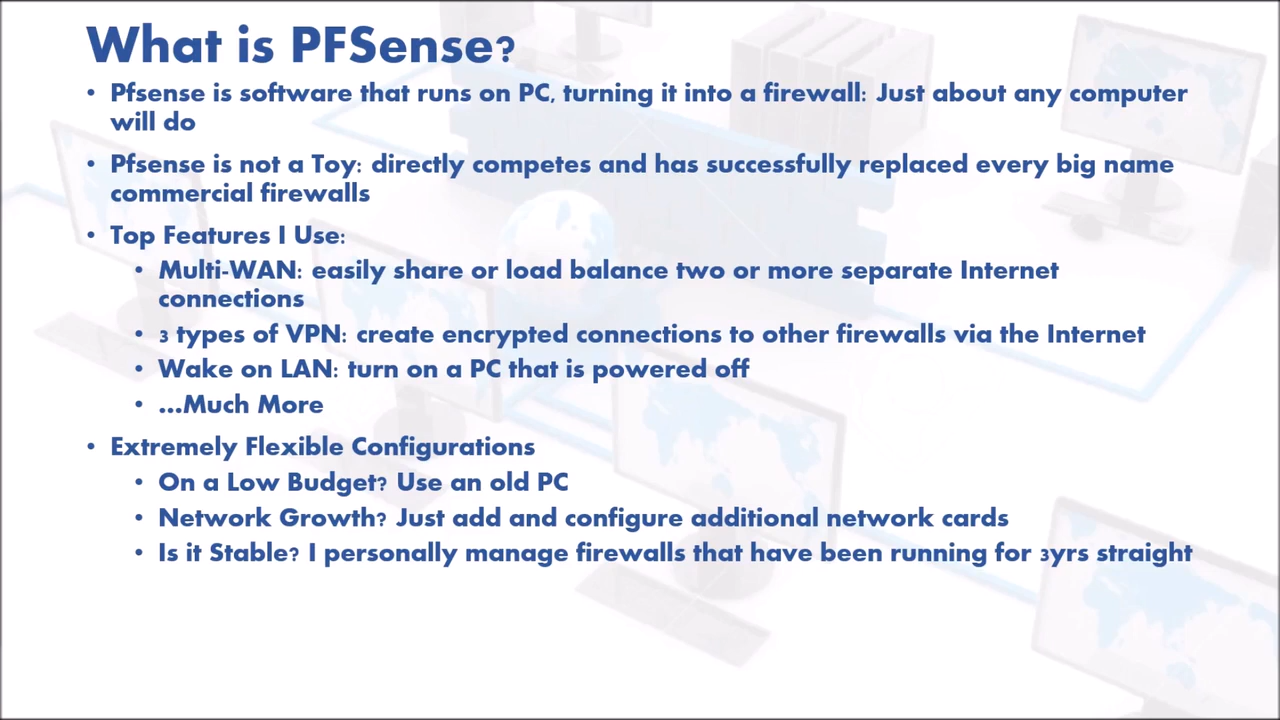 What is PFSense?
• Pfsense is software that runs on PC, turning it into a firewall: Just about any computer
will do
• Pfsense is not a Toy: directly competes and has successfully replaced every big name
commercial firewalls
• Top Features I Use:
• Multi-WAN: easily share or load balance two or more separate Internet
connections
• 3 types of VPN: create encrypted connections to other firewalls via the Internet
• Wake on LAN: turn on a PC that is powered off
• ...Much More
• Extremely Flexible Configurations
• On a Low Budget? Use an old PC
• Network Growth? Just add and configure additional network cards
• Is it Stable? I personally manage firewalls that have been running for 3yrs straight